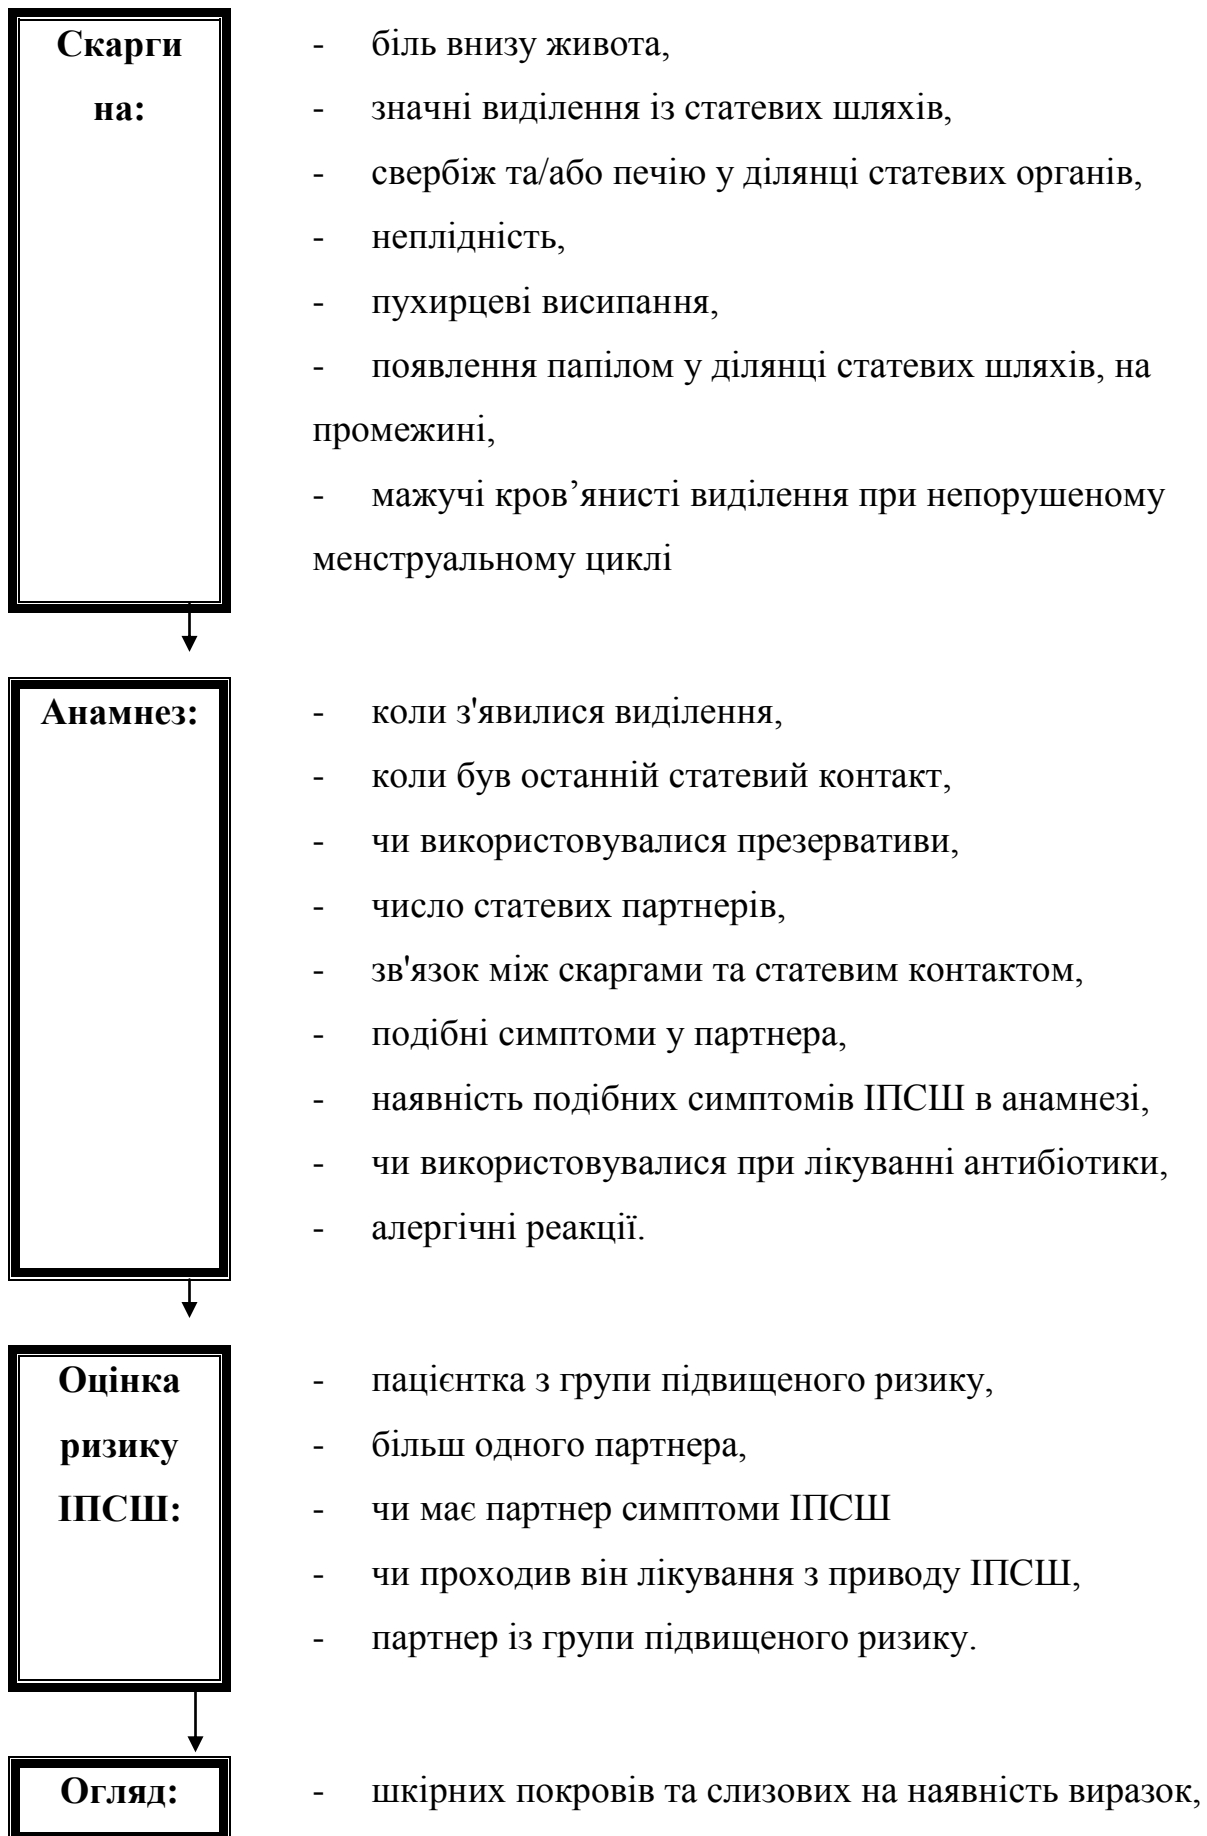 Скарги
на:
- біль внизу живота,
- значні виділення із статевих шляхів,
- свербіж та/або печію у ділянці статевих органів,
- неплідність,
- пухирцеві висипання,
- появлення папілом у ділянці статевих шляхів, на
промежині,
- мажучі кров’янисті виділення при непорушеному
менструальному циклі
Анамнез:
- коли з'явилися виділення,
- коли був останній статевий контакт,
- чи використовувалися презервативи,
- число статевих партнерів,
- зв'язок між скаргами та статевим контактом,
- подібні симптоми у партнера,
- наявність подібних симптомів ІПСШ в анамнезі,
- чи використовувалися при лікуванні антибіотики,
- алергічні реакції.
Оцінка
ризику
ІПСШ:
- пацієнтка з групи підвищеного ризику,
- більш одного партнера,
- чи має партнер симптоми ІПСШ
- чи проходив він лікування з приводу ІПСШ,
- партнер із групи підвищеного ризику.
Огляд:
- шкірних покровів та слизових на наявність виразок,